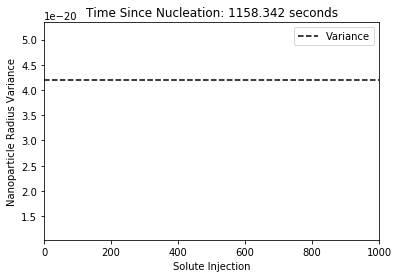 Time Since Nucleation: 1158.342 seconds
1e−20
Variance
Nanoparticle Radius Variance
5.0
4.5
4.0
3.5
3.0
2.5
2.0
1.5
0 200 400 600 800 1000
Solute Injection